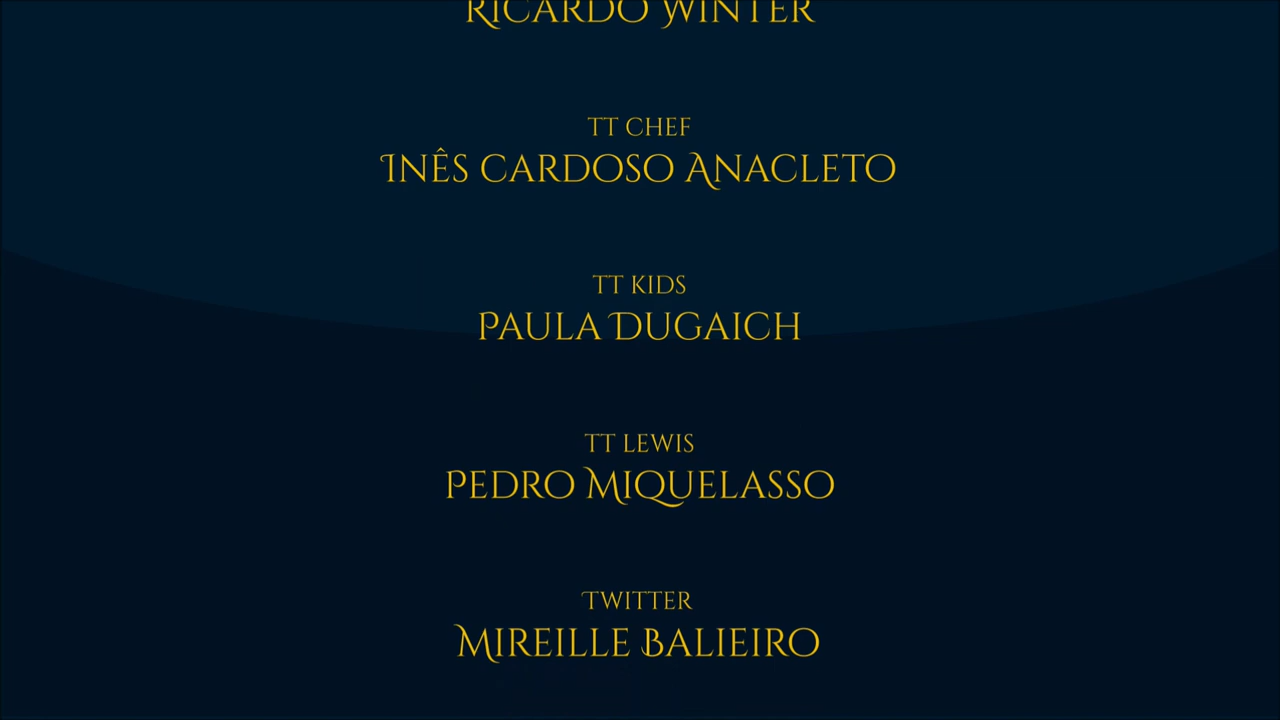 Ricardo Winter
TT Chef
Inês Cardoso Anacleto
TT Kids
Paula Dugaich
TT Lewis
Pedro Miquelasso
Twitter
Mireille Balieiro